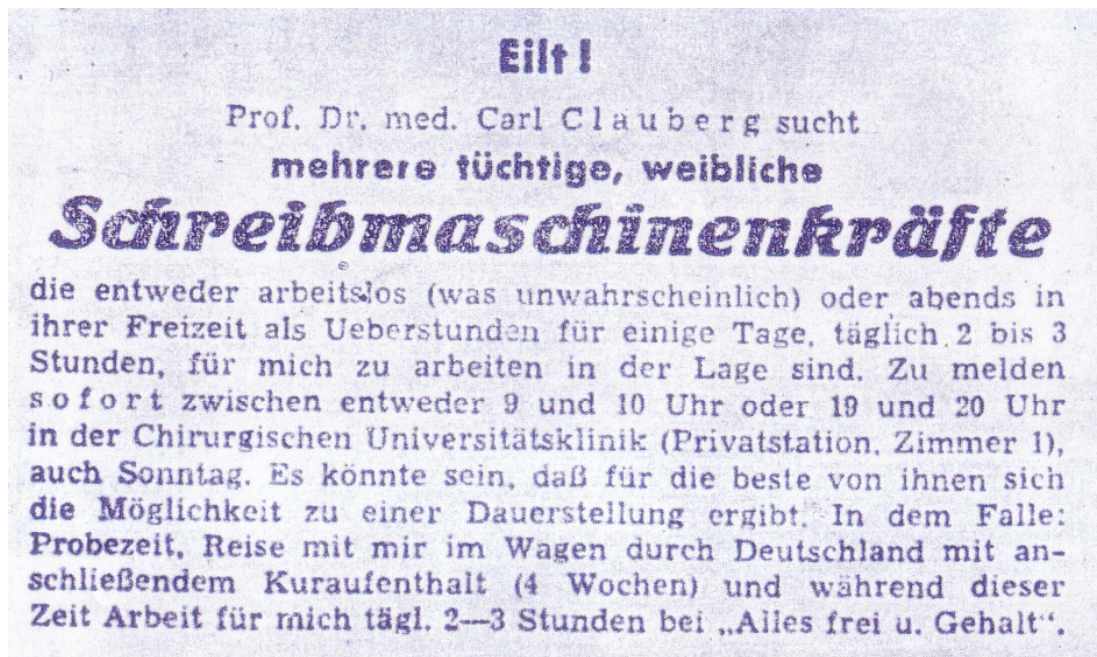 Eilt!
Prof. Dr. med. Carl Clauberg sucht
mehrere tüchtige, weibliche
Schreibmaschinenkräfte
die entweder arbeitslos (was unwahrscheinlich) oder abends in
ihrer Freizeit als Ueberstunden für einige Tage, täglich 2 bis 3
Stunden, für mich zu arbeiten in der Lage sind. Zu melden
sofort zwischen entweder 9 und 10 Uhr oder 19 und 20 Uhr
in der Chirurgischen Universitätsklinik (Privatstation, Zimmer 1),
auch Sonntag. Es könnte sein, daß für die beste von ihnen sich
die Möglichkeit zu einer Dauerstellung ergibt. In dem Falle:
Probezeit, Reise mit mir im Wagen durch Deutschland mit an-
schließendem Kuraufenthalt (4 Wochen) und während dieser
Zeit Arbeit für mich tägl. 2—3 Stunden bei „Alles frei u. Gehalt“.